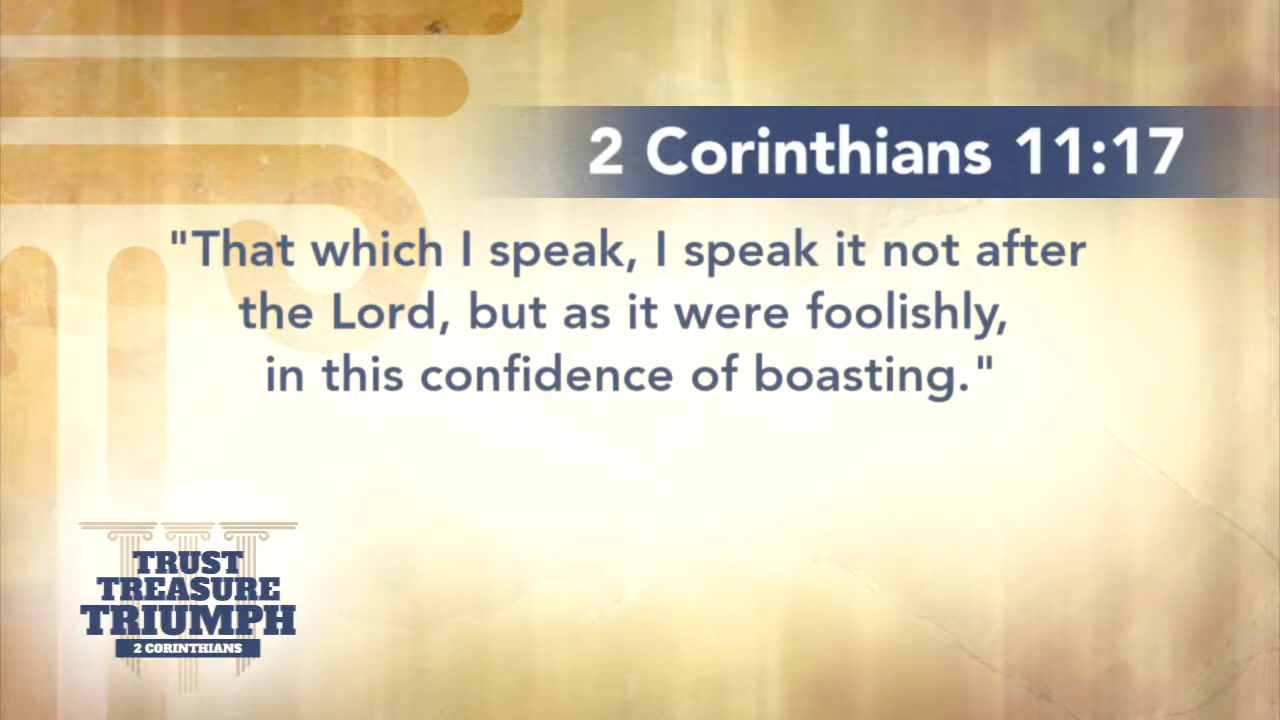 2 Corinthians 11:17
"That which I speak, I speak it not after
the Lord, but as it were foolishly,
in this confidence of boasting."
TRUST
TREASURE
TRIUMPH
2 CORINTHIANS